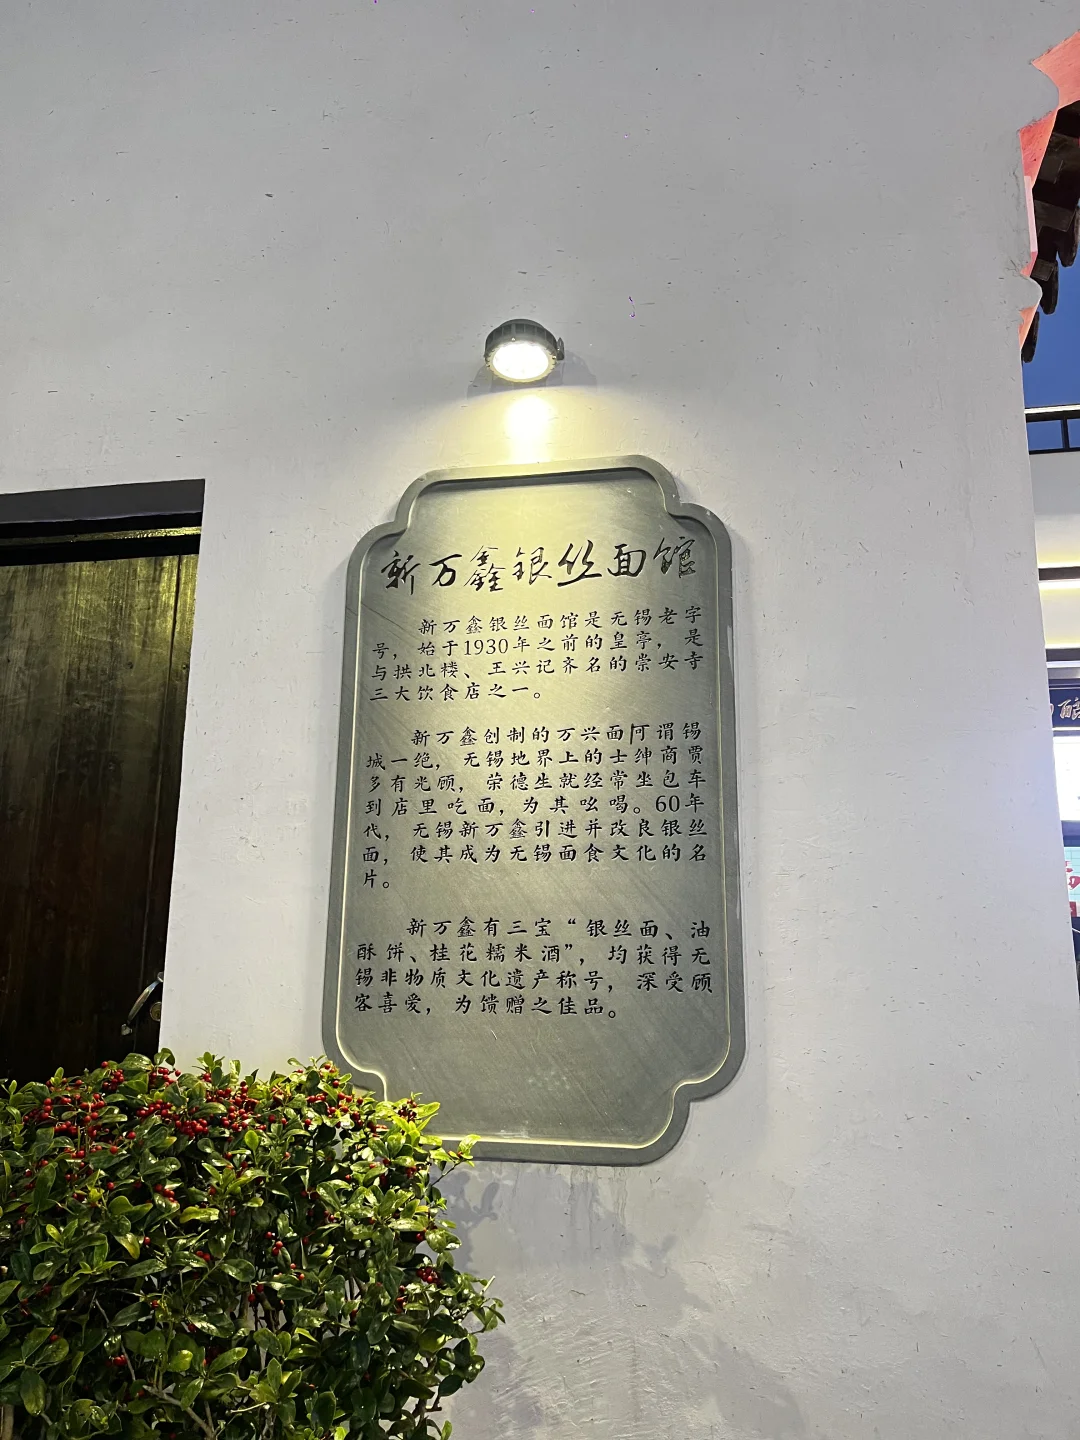 新万鑫银丝面馆
新万鑫银丝面馆是无锡老字
号，始于1930年之前的皇亭，是
与拱北楼、王兴记齐名的崇安寺
三大饮食店之一。
新万鑫创制的万兴面可谓锡
城一绝，无锡地界上的士绅商贾
多有光顾，荣德生就经常坐包车
到店里吃面，为其吆喝。60年
代，无锡新万鑫引进并改良银丝
面，使其成为无锡面食文化的名
片。
新万鑫有三宝“银丝面、油
酥饼、桂花糯米酒”，均获得无
锡非物质文化遗产称号，深受顾
客喜爱，为馈赠之佳品。